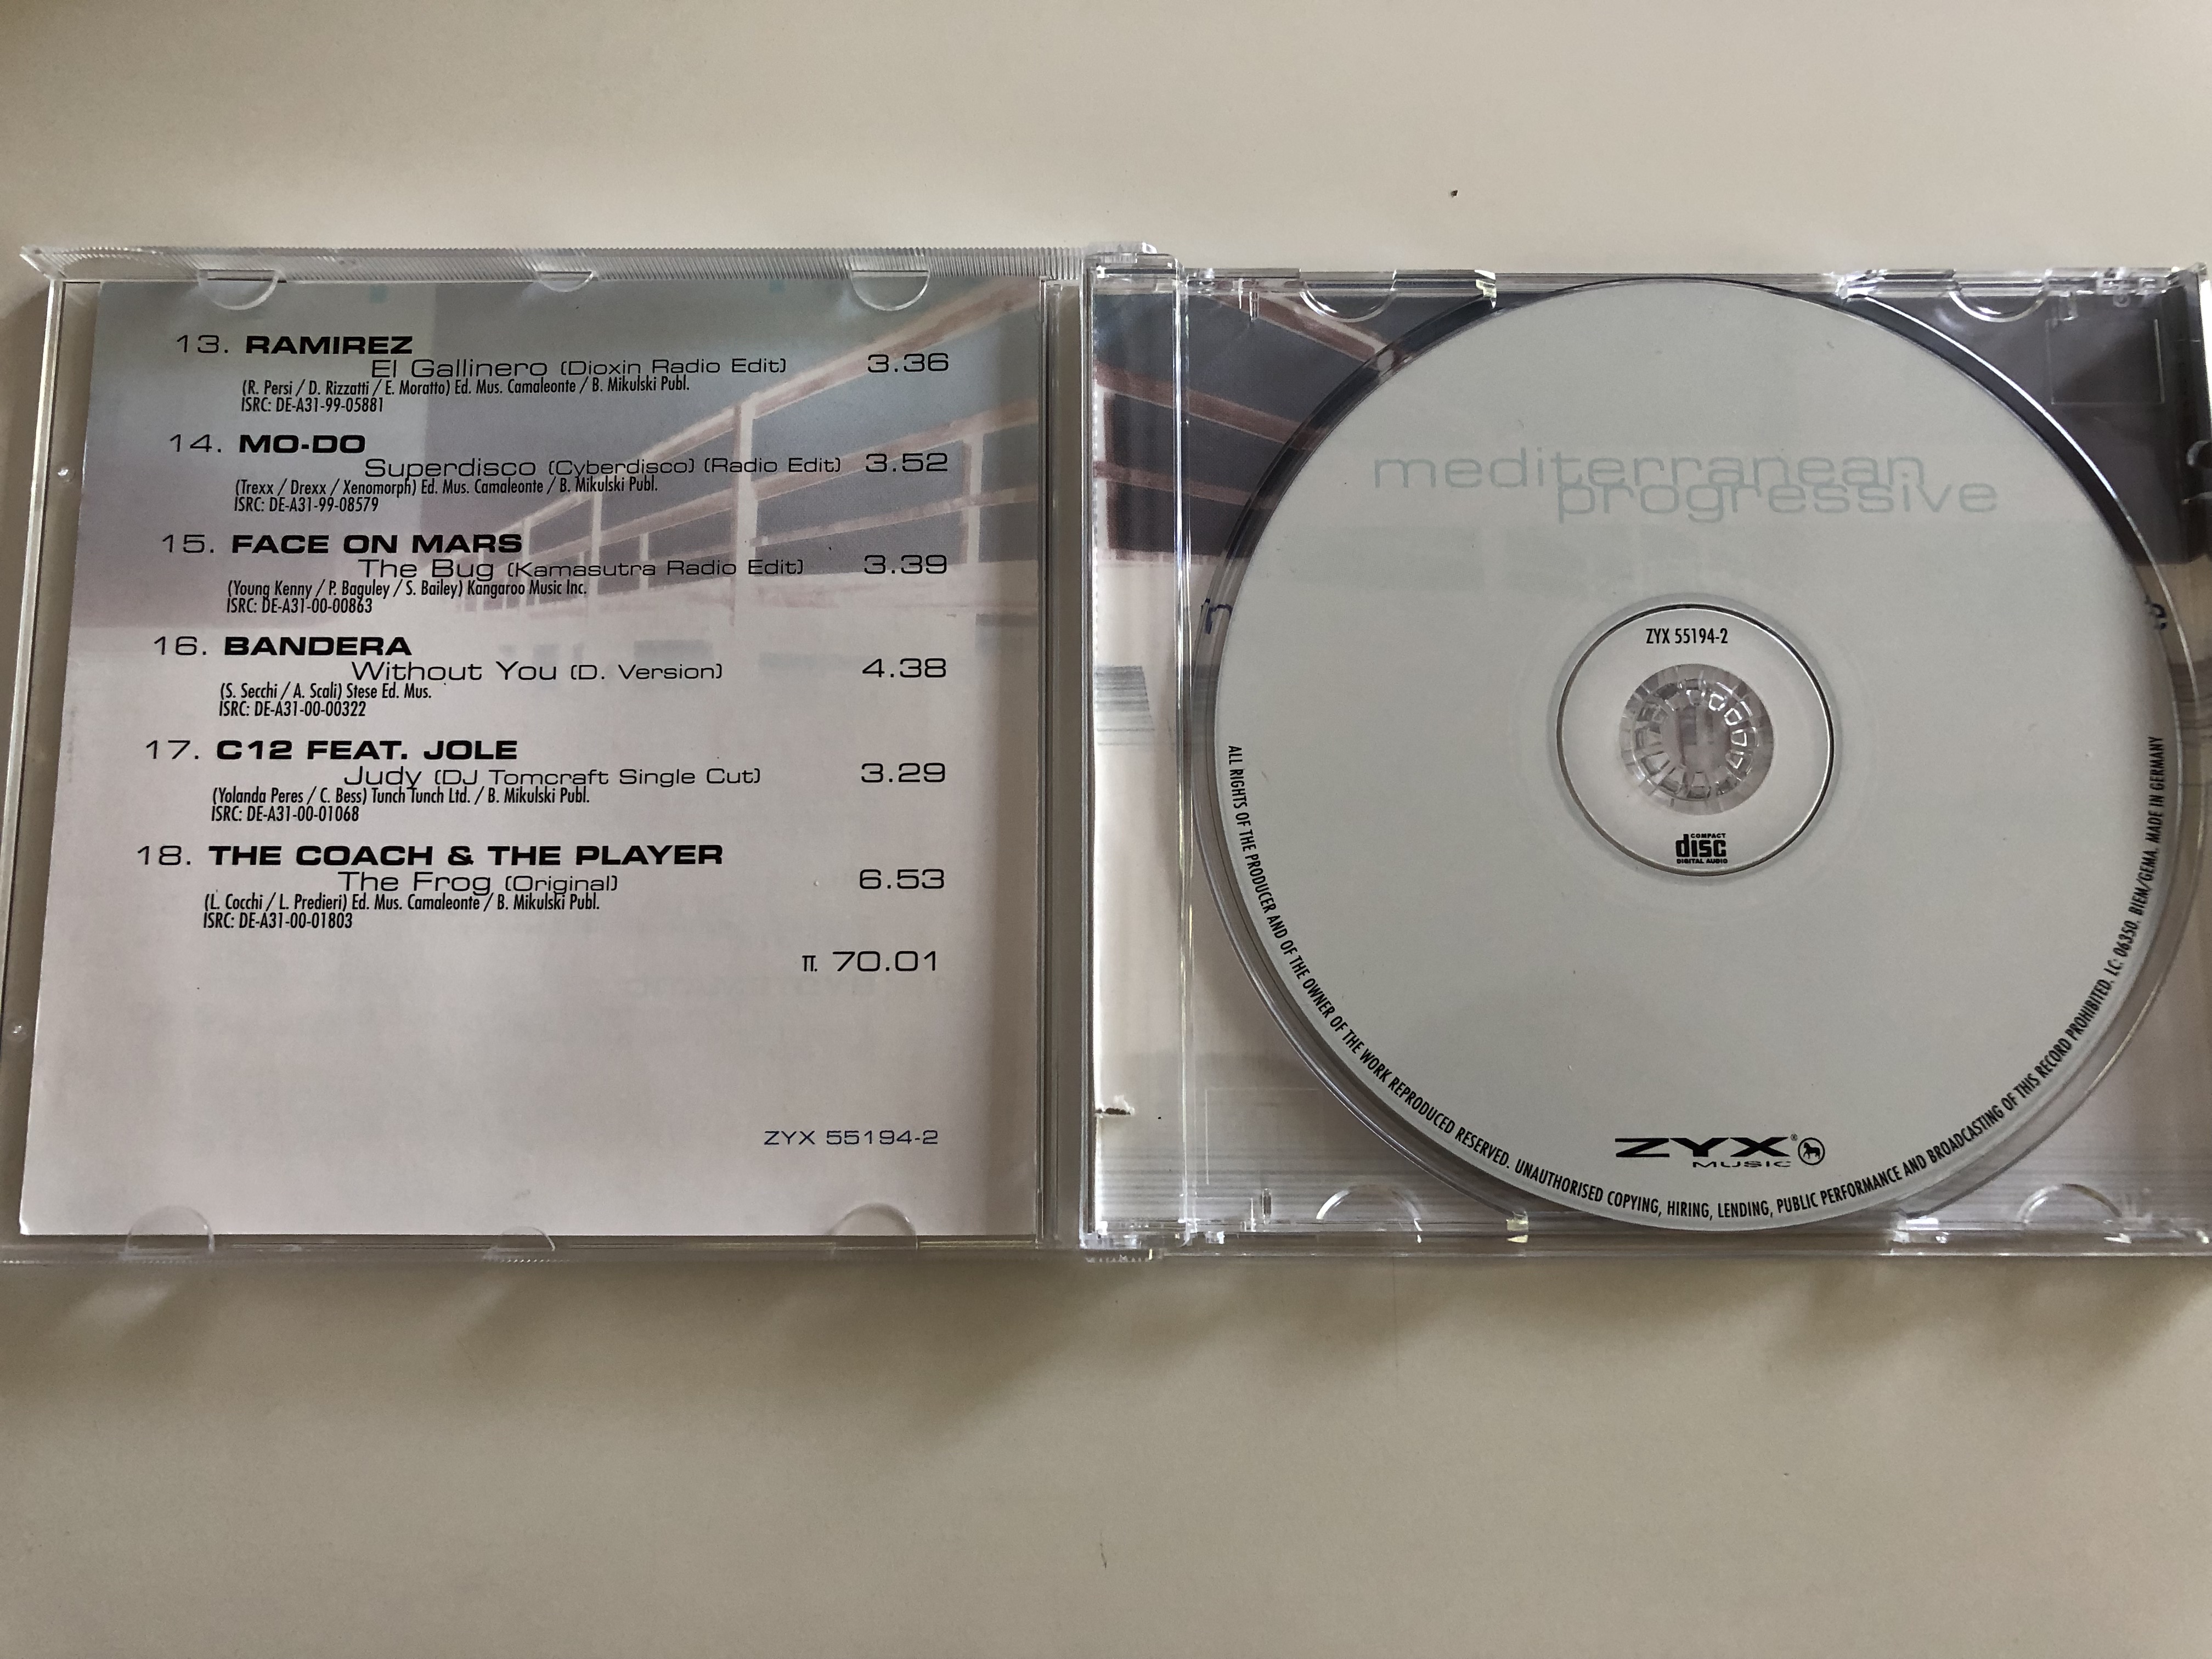 13. RAMIREZ
El Gallinero (Dioxin Radio Edit) 3.36
(R. Persi / D. Rizzatti / E. Moratto) Ed. Mus. Camaleonte / B. Mikulski Publ.
ISRC: DE-A31-99-05881
14. MO-DO
Superdisco (Cyberdisco) (Radio Edit) 3.52
(Trexx / Drexx / Xenomorph) Ed. Mus. Camaleonte / B. Mikulski Publ.
ISRC: DE-A31-99-08579
15. FACE ON MARS
The Bug (Kamasutra Radio Edit) 3.39
(Young Kenny / P. Baguley / S. Bailey) Kangaroo Music Inc.
ISRC: DE-A31-00-00863
16. BANDERA
Without You (D. Version) 4.38
(S. Secchi / A. Scali) Stese Ed. Mus.
ISRC: DE-A31-00-00322
17. C12 FEAT. JOLE
Judy (DJ Tomcraft Single Cut) 3.29
(Yolanda Peres / C. Bess) Tunch Tunch Ltd. / B. Mikulski Publ.
ISRC: DE-A31-00-01068
18. THE COACH & THE PLAYER
The Frog (Original) 6.53
(L. Cocchi / L. Predieri) Ed. Mus. Camaleonte / B. Mikulski Publ.
ISRC: DE-A31-00-01803
TT. 70.01
ZYX 55194-2
mediterranean
progressive
ZYX 55194-2
COMPACT
disc
DIGITAL AUDIO
ZYX®
MUSIC
ALL RIGHTS OF THE PRODUCER AND OF THE OWNER OF THE WORK REPRODUCED RESERVED. UNAUTHORISED COPYING, HIRING, LENDING, PUBLIC PERFORMANCE AND BROADCASTING OF THIS RECORD PROHIBITED. LC: 06350. BIEM/GEMA. MADE IN GERMANY